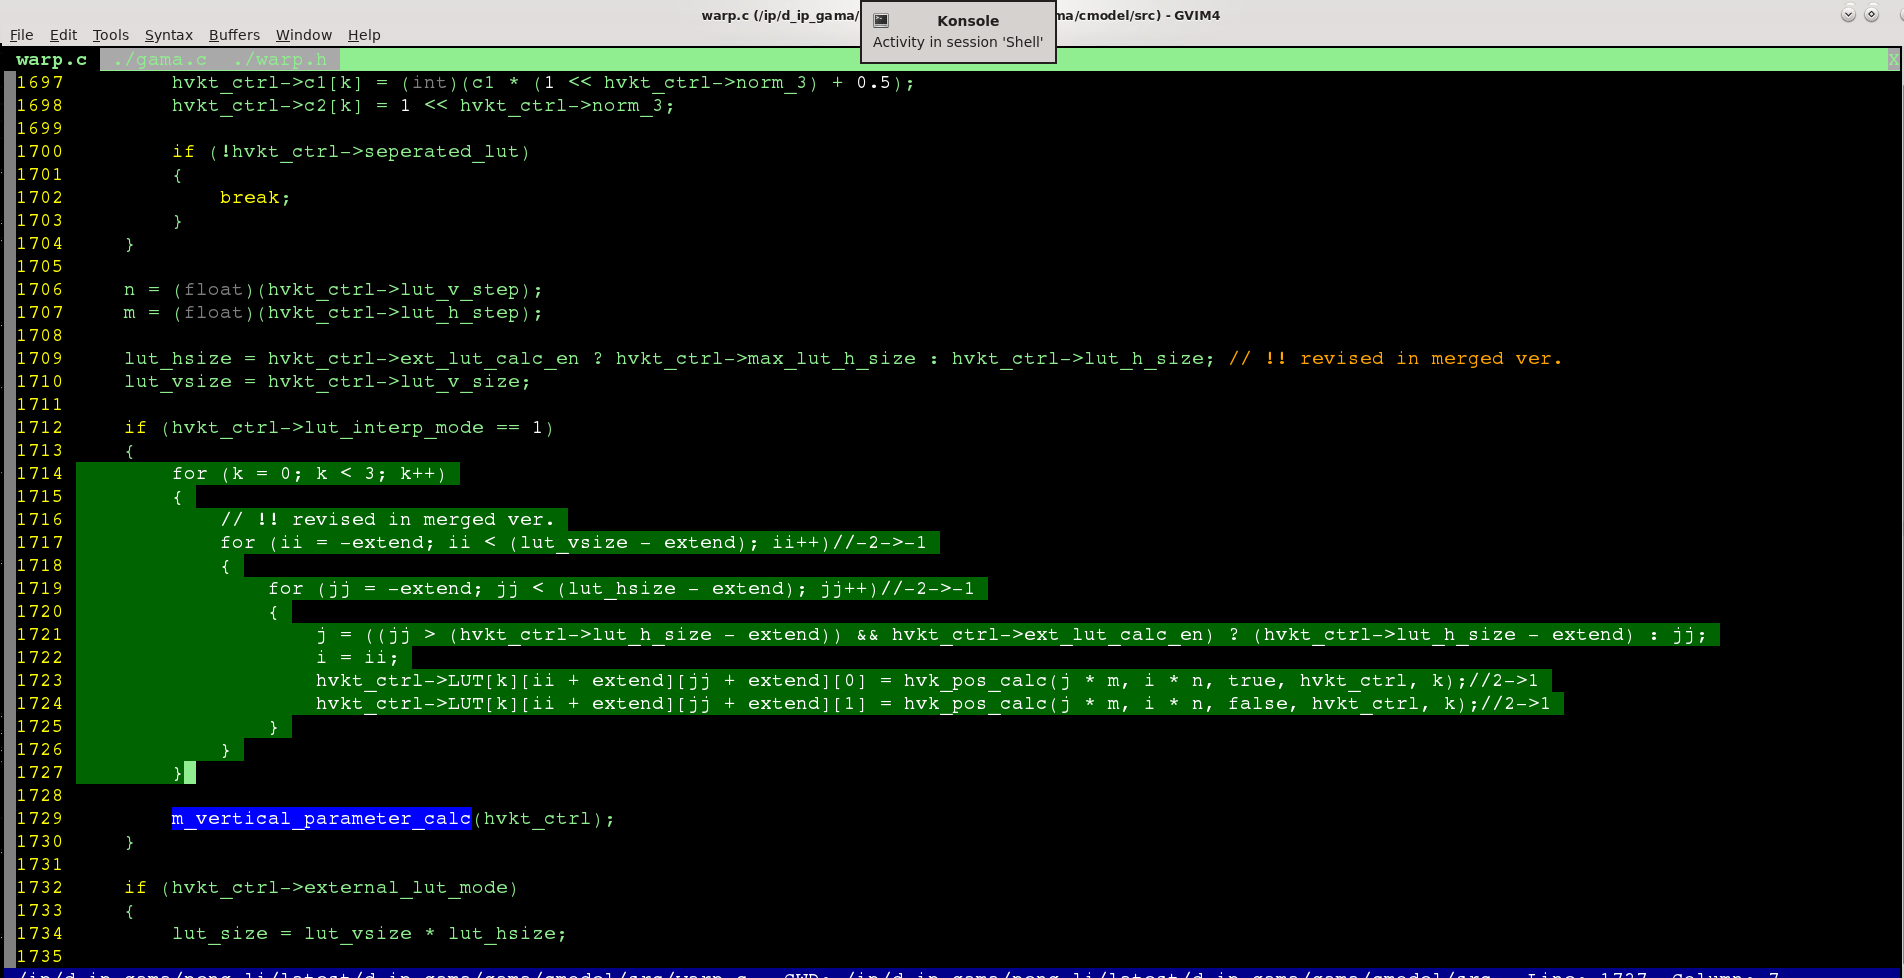 warp.c (/ip/d_ip_gama/ ma/cmodel/src) - GVIM4
Konsole
Activity in session 'Shell'
File Edit Tools Syntax Buffers Window Help
warp.c ./gama.c ./warp.h X
1697 hvkt_ctrl->c1[k] = (int)(c1 * (1 << hvkt_ctrl->norm_3) + 0.5);
1698 hvkt_ctrl->c2[k] = 1 << hvkt_ctrl->norm_3;
1699
1700 if (!hvkt_ctrl->seperated_lut)
1701 {
1702 break;
1703 }
1704 }
1705
1706 n = (float)(hvkt_ctrl->lut_v_step);
1707 m = (float)(hvkt_ctrl->lut_h_step);
1708
1709 lut_hsize = hvkt_ctrl->ext_lut_calc_en ? hvkt_ctrl->max_lut_h_size : hvkt_ctrl->lut_h_size; // !! revised in merged ver.
1710 lut_vsize = hvkt_ctrl->lut_v_size;
1711
1712 if (hvkt_ctrl->lut_interp_mode == 1)
1713 {
1714 for (k = 0; k < 3; k++)
1715 {
1716 // !! revised in merged ver.
1717 for (ii = -extend; ii < (lut_vsize - extend); ii++)//-2->-1
1718 {
1719 for (jj = -extend; jj < (lut_hsize - extend); jj++)//-2->-1
1720 {
1721 j = ((jj > (hvkt_ctrl->lut_h_size - extend)) && hvkt_ctrl->ext_lut_calc_en) ? (hvkt_ctrl->lut_h_size - extend) : jj;
1722 i = ii;
1723 hvkt_ctrl->LUT[k][ii + extend][jj + extend][0] = hvk_pos_calc(j * m, i * n, true, hvkt_ctrl, k);//2->1
1724 hvkt_ctrl->LUT[k][ii + extend][jj + extend][1] = hvk_pos_calc(j * m, i * n, false, hvkt_ctrl, k);//2->1
1725 }
1726 }
1727 }
1728
1729 m_vertical_parameter_calc(hvkt_ctrl);
1730 }
1731
1732 if (hvkt_ctrl->external_lut_mode)
1733 {
1734 lut_size = lut_vsize * lut_hsize;
1735